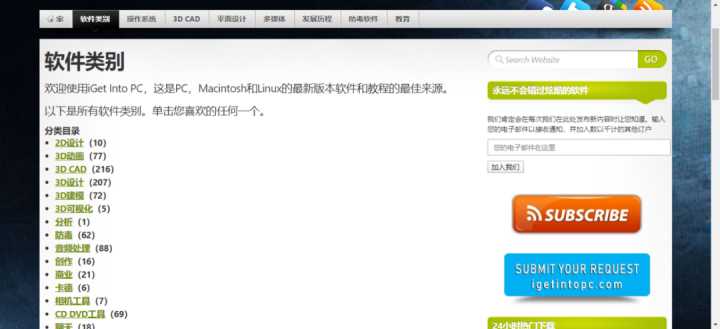 家 软件类别 操作系统 3D CAD 平面设计 多媒体 发展历程 防毒软件 教育
软件类别
欢迎使用iGet Into PC，这是PC，Macintosh和Linux的最新版本软件和教程的最佳来源。
以下是所有软件类别。单击您喜欢的任何一个。
分类目录
2D设计（10）
3D动画（77）
3D CAD（216）
3D设计（207）
3D建模（72）
3D可视化（5）
分析（1）
防毒（62）
音频处理（88）
创作（16）
商业（21）
卡通（6）
相机工具（7）
CD DVD工具（69）
聊天（18）
Search Website GO
永远不会错过炫酷的软件
我们肯定会在每次我们在此处发布新内容时让您知道。输入
您的电子邮件以接收通知，并加入数以千计的其他订户
您的电子邮件在这里
加入我们
SUBSCRIBE
SUBMIT YOUR REQUEST
igetintopc.com
24小时热门下载